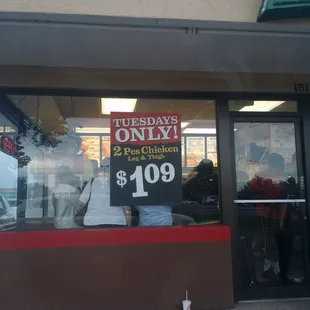 TUESDAYS
ONLY!
2 Pcs Chicken
Leg & Thigh
$1.09